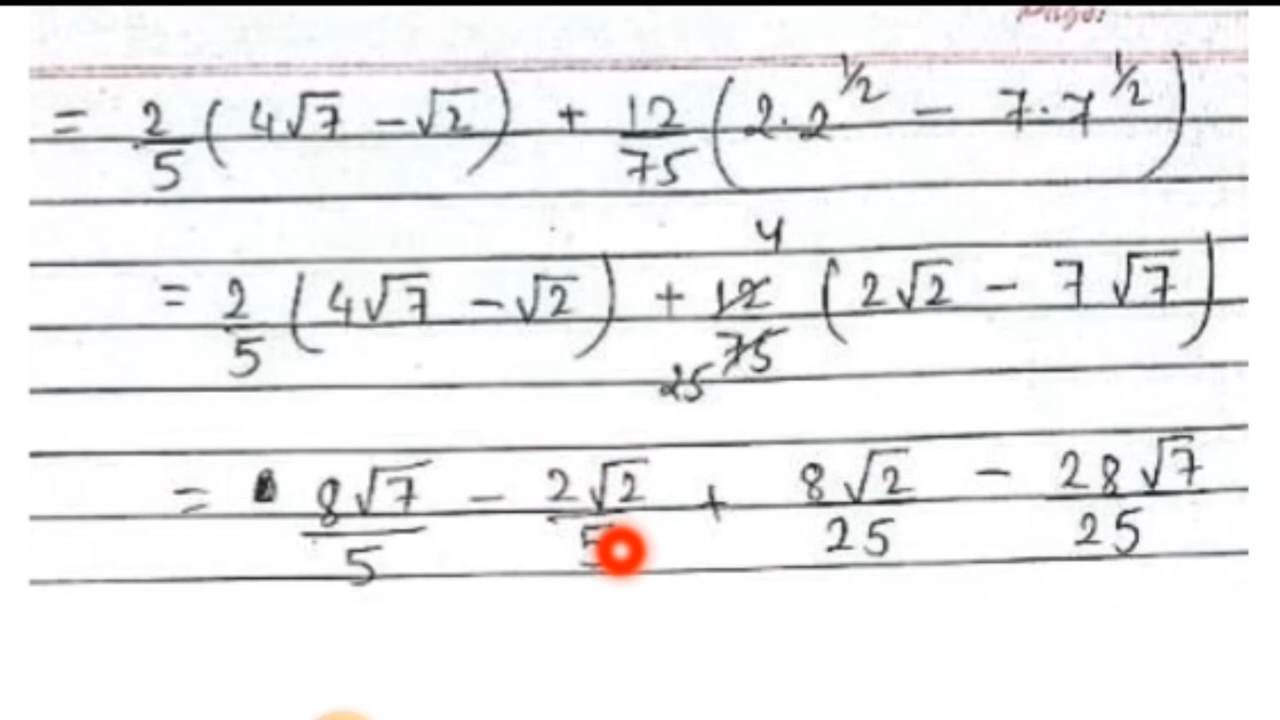 Page:
= 2/5 ( 4√7 - √2 ) + 12/75 ( 2.2^1/2 - 7.7^1/2 )
= 2/5 ( 4√7 - √2 ) + 12/75 4 25 ( 2√2 - 7√7 )
= 8√7/5 - 2√2/5 + 8√2/25 - 28√7/25